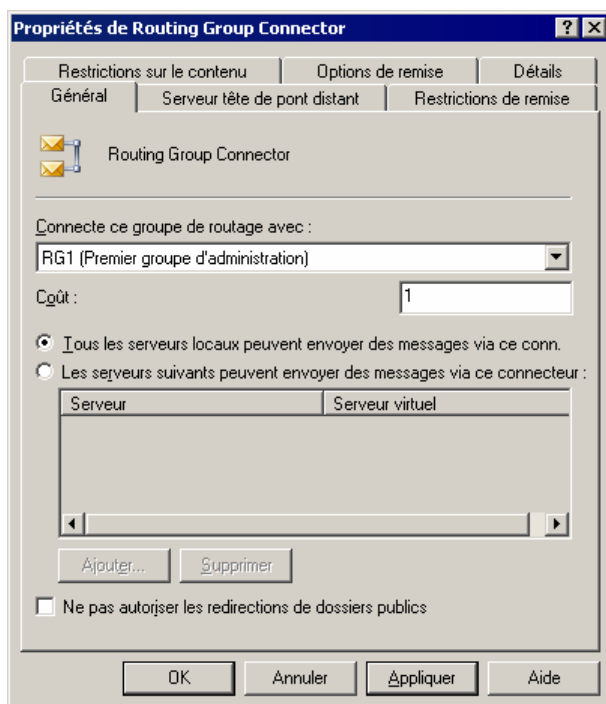 Propriétés de Routing Group Connector
Restrictions sur le contenu Options de remise Détails
Général Serveur tête de pont distant Restrictions de remise
Routing Group Connector
Connecte ce groupe de routage avec :
RG1 (Premier groupe d'administration)
Coût : 1
Tous les serveurs locaux peuvent envoyer des messages via ce conn.
Les serveurs suivants peuvent envoyer des messages via ce connecteur :
Serveur Serveur virtuel
Ajouter... Supprimer
Ne pas autoriser les redirections de dossiers publics
OK Annuler Appliquer Aide